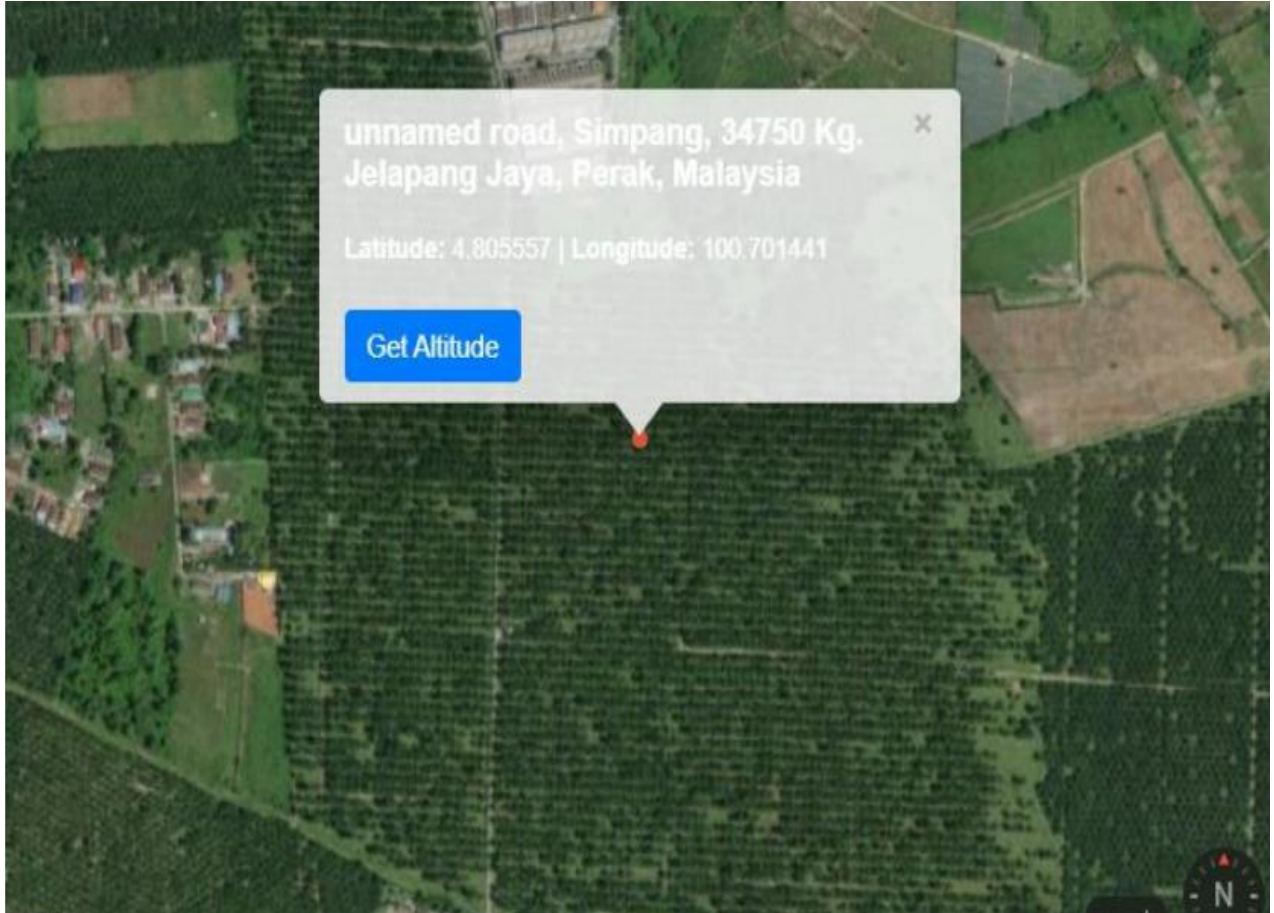 unnamed road, Simpang, 34750 Kg.
Jelapang Jaya, Perak, Malaysia
×
Latitude: 4.805557 | Longitude: 100.701441
Get Altitude
N